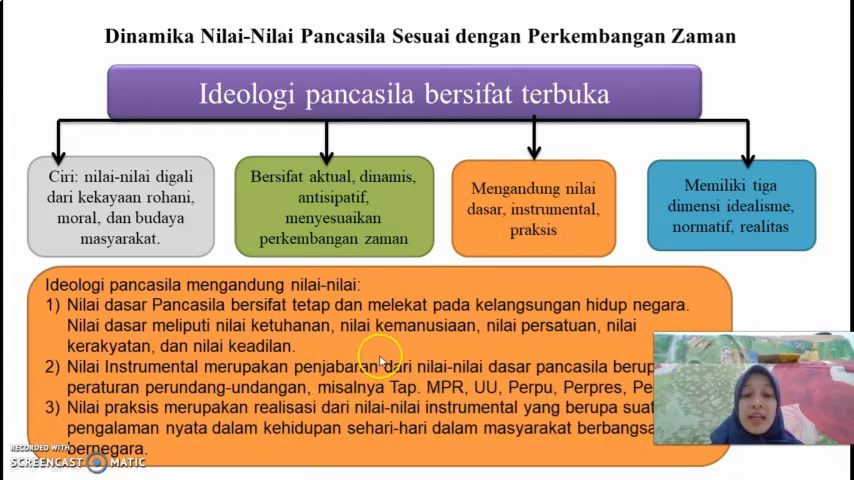 Dinamika Nilai-Nilai Pancasila Sesuai dengan Perkembangan Zaman
Ideologi pancasila bersifat terbuka
Ciri: nilai-nilai digali
dari kekayaan rohani,
moral, dan budaya
masyarakat.
Bersifat aktual, dinamis,
antisipatif,
menyesuaikan
perkembangan zaman
Mengandung nilai
dasar, instrumental,
praksis
Memiliki tiga
dimensi idealisme,
normatif, realitas
Ideologi pancasila mengandung nilai-nilai:
1) Nilai dasar Pancasila bersifat tetap dan melekat pada kelangsungan hidup negara.
Nilai dasar meliputi nilai ketuhanan, nilai kemanusiaan, nilai persatuan, nilai
kerakyatan, dan nilai keadilan.
2) Nilai Instrumental merupakan penjabaran dari nilai-nilai dasar pancasila
peraturan perundang-undangan, misalnya Tap. MPR, UU, Perpu, Perpres,
3) Nilai praksis merupakan realisasi dari nilai-nilai instrumental yang berupa
pengalaman nyata dalam kehidupan sehari-hari dalam masyarakat berbangsa
bernegara.
RECORDED WITH
SCREENCAST MATIC